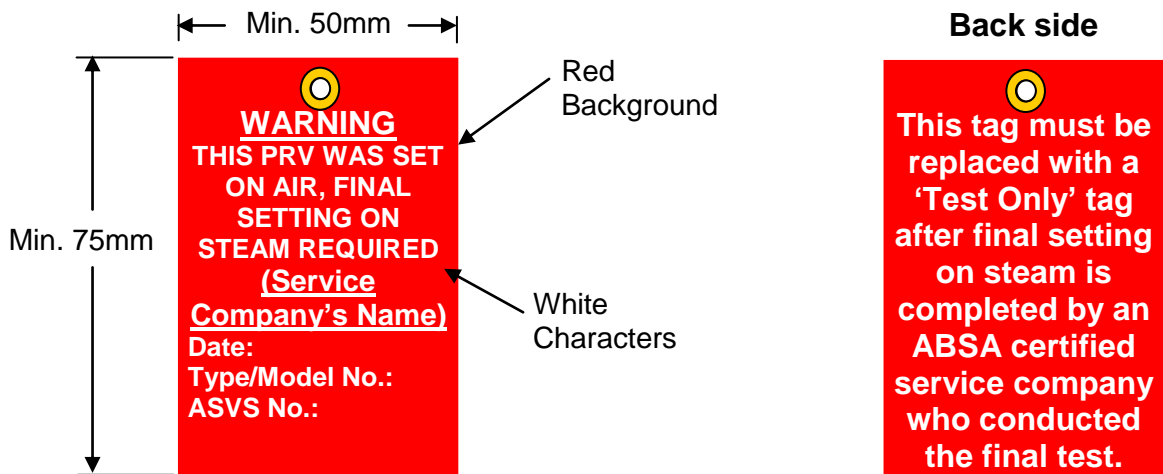 Min. 50mm
Min. 75mm
WARNING
THIS PRV WAS SET
ON AIR, FINAL
SETTING ON
STEAM REQUIRED
(Service
Company's Name)
Date:
Type/Model No.:
ASVS No.:
Red
Background
White
Characters
Back side
This tag must be
replaced with a
‘Test Only’ tag
after final setting
on steam is
completed by an
ABSA certified
service company
who conducted
the final test.